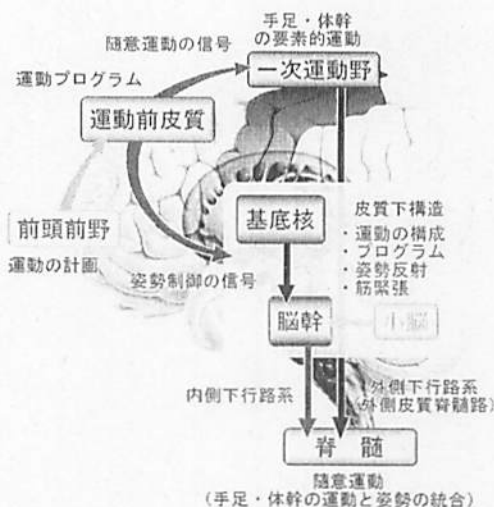 手足・体幹
の要素的運動
随意運動の信号
一次運動野
運動プログラム
運動前皮質
前頭前野
運動の計画
基底核
姿勢制御の信号
皮質下構造
・運動の構成
・プログラム
・姿勢反射
・筋緊張
脳幹
小脳
内側下行路系
(外側下行路系
外側皮質脊髄路)
脊髄
随意運動
(手足・体幹の運動と姿勢の統合)